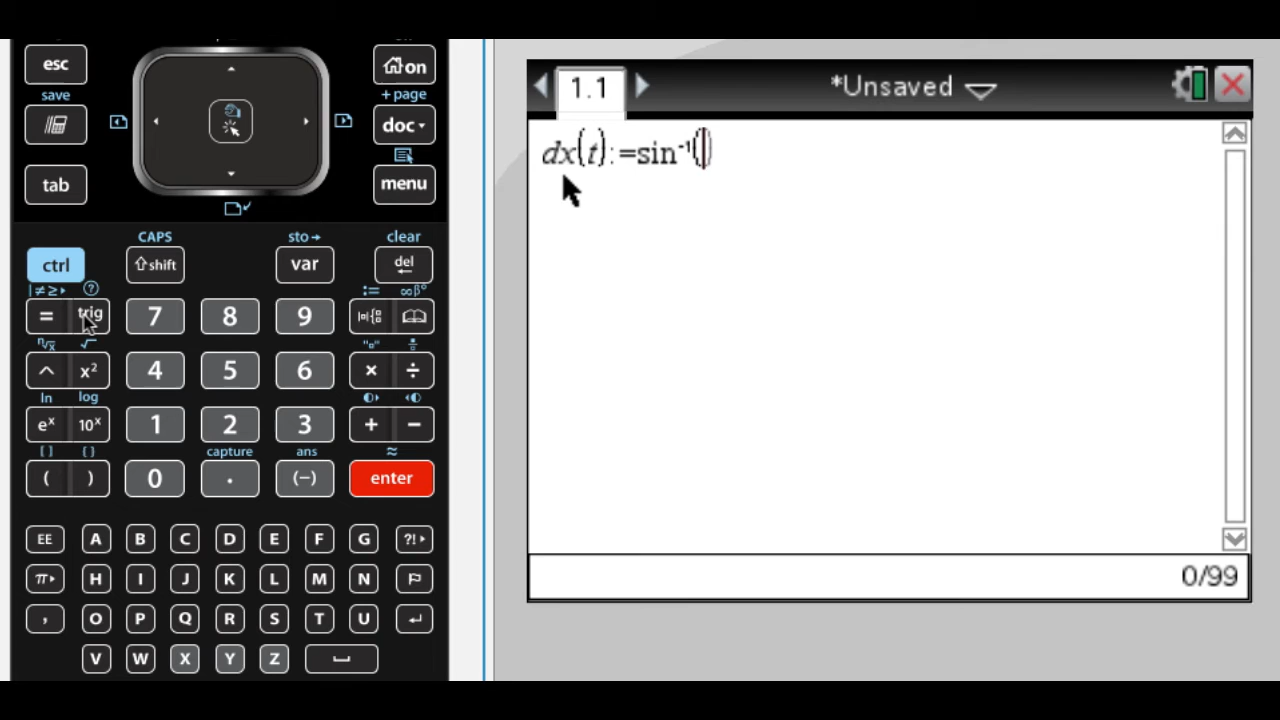 esc
on
save
+ page
doc
tab
menu
CAPS
sto→
clear
ctrl
shift
var
del
|≠≥▸ ?
:= ∞β°
= trig
7
8
9
|▫|{
ⁿ√x √
"▫"
^ x²
4
5
6
× ÷
ln log
eˣ 10ˣ
1
2
3
+ −
[ ] { }
capture
ans
≈
( )
0
.
(−)
enter
EE A B C D E F G ?!▸
π▸ H I J K L M N
, O P Q R S T U
V W X Y Z
1.1
*Unsaved
dx(t):=sin⁻¹()
0/99